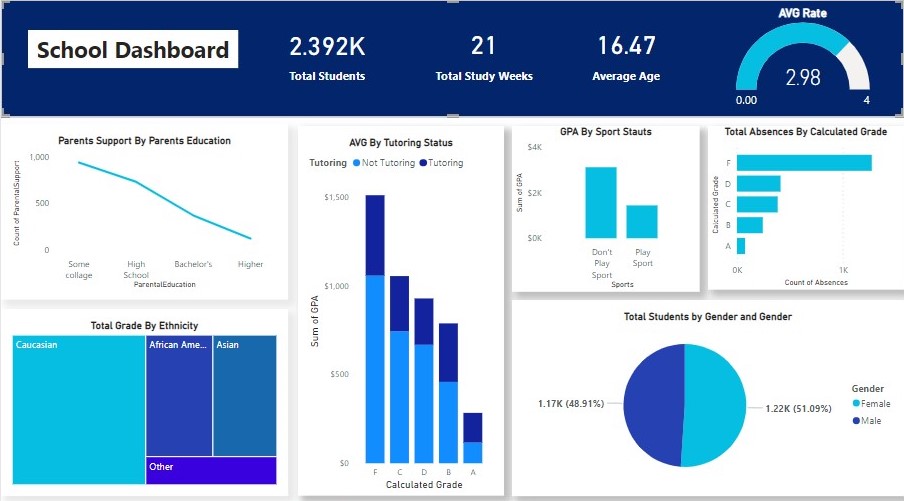 School Dashboard
2.392K
Total Students
21
Total Study Weeks
16.47
Average Age
AVG Rate
2.98
0.00
4
Parents Support By Parents Education
Count of ParentalSupport
1,000
500
0
Some
collage
High
School
Bachelor's
Higher
ParentalEducation
Total Grade By Ethnicity
Caucasian
African Ame...
Asian
Other
AVG By Tutoring Status
Tutoring
Not Tutoring
Tutoring
Sum of GPA
$1,500
$1,000
$500
$0
F
C
D
B
A
Calculated Grade
GPA By Sport Stauts
Sum of GPA
$4K
$2K
$0K
Don't
Play
Sport
Play
Sport
Sports
Total Absences By Calculated Grade
Calcuated Grade
F
D
C
B
A
0K
1K
Count of Absences
Total Students by Gender and Gender
1.17K (48.91%)
1.22K (51.09%)
Gender
Female
Male